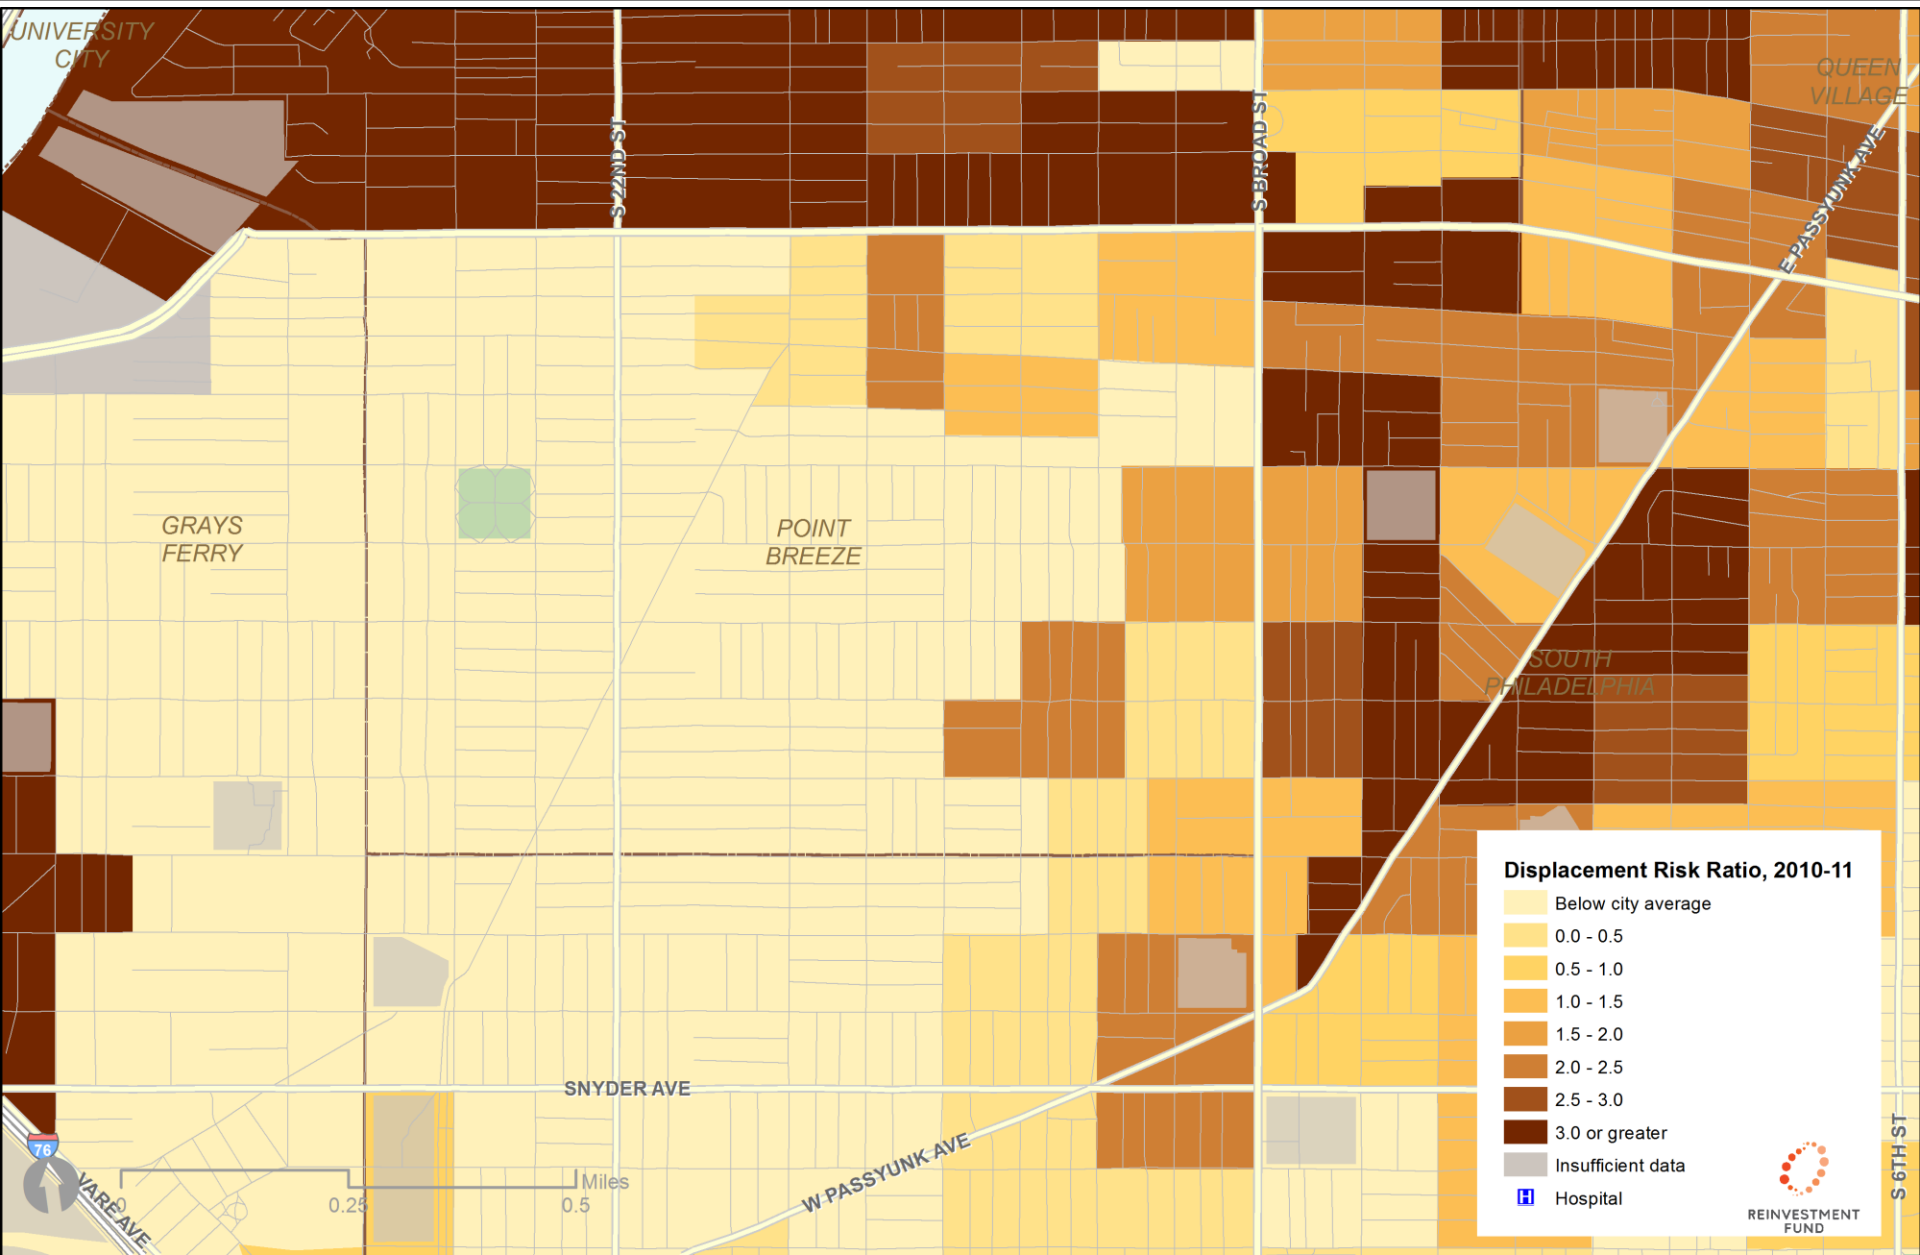 UNIVERSITY
CITY
QUEEN
VILLAGE
S 22ND ST
S BROAD ST
E PASSYUNK AVE
GRAYS
FERRY
POINT
BREEZE
SOUTH
PHILADELPHIA
SNYDER AVE
W PASSYUNK AVE
S 6TH ST
76
VARE AVE
0
0.25
0.5
Miles
Displacement Risk Ratio, 2010-11
Below city average
0.0 - 0.5
0.5 - 1.0
1.0 - 1.5
1.5 - 2.0
2.0 - 2.5
2.5 - 3.0
3.0 or greater
Insufficient data
H Hospital
REINVESTMENT
FUND